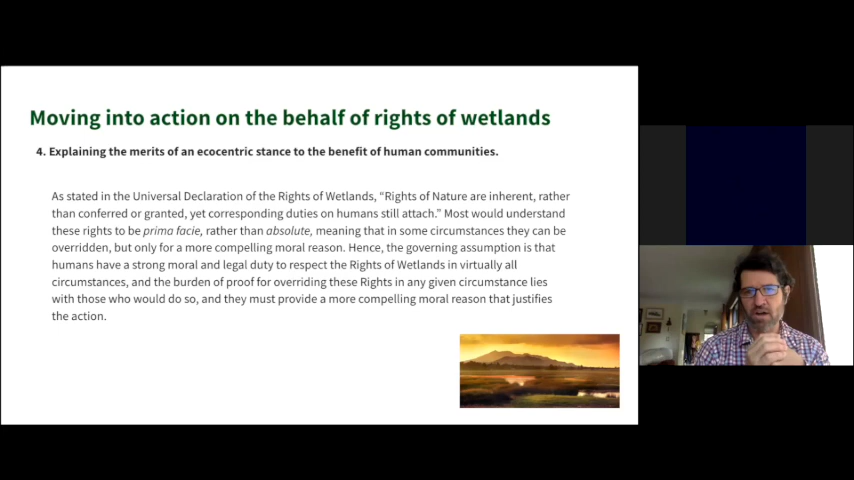 Moving into action on the behalf of rights of wetlands
4. Explaining the merits of an ecocentric stance to the benefit of human communities.
As stated in the Universal Declaration of the Rights of Wetlands, “Rights of Nature are inherent, rather
than conferred or granted, yet corresponding duties on humans still attach.” Most would understand
these rights to be prima facie, rather than absolute, meaning that in some circumstances they can be
overridden, but only for a more compelling moral reason. Hence, the governing assumption is that
humans have a strong moral and legal duty to respect the Rights of Wetlands in virtually all
circumstances, and the burden of proof for overriding these Rights in any given circumstance lies
with those who would do so, and they must provide a more compelling moral reason that justifies
the action.